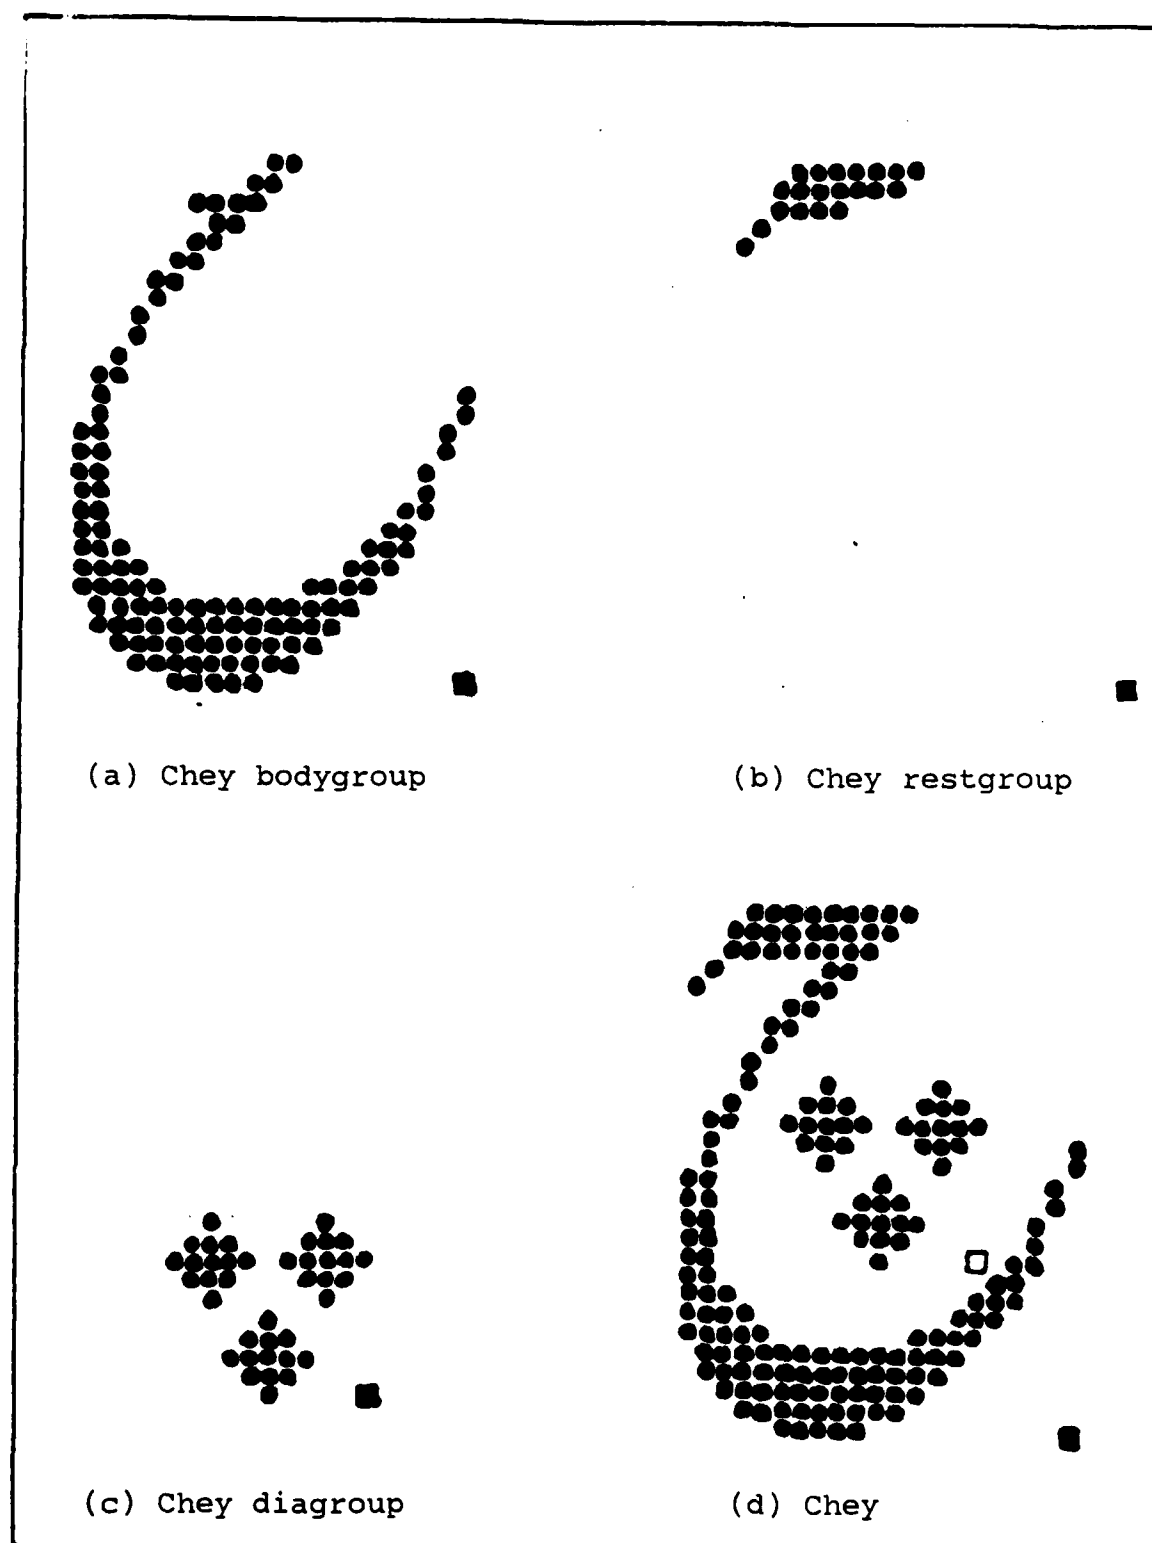 (a) Chey bodygroup
(b) Chey restgroup
(c) Chey diagroup
چ
(d) Chey